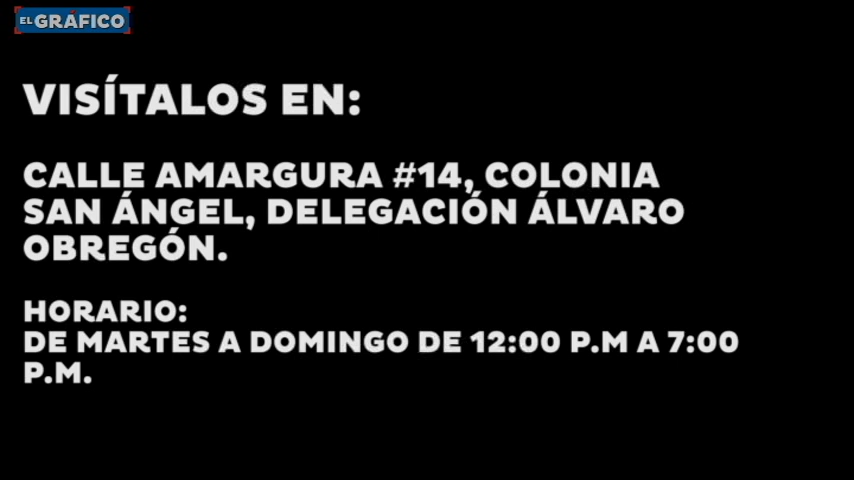 EL GRÁFICO
VISÍTALOS EN:
CALLE AMARGURA #14, COLONIA
SAN ÁNGEL, DELEGACIÓN ÁLVARO
OBREGÓN.
HORARIO:
DE MARTES A DOMINGO DE 12:00 P.M A 7:00
P.M.